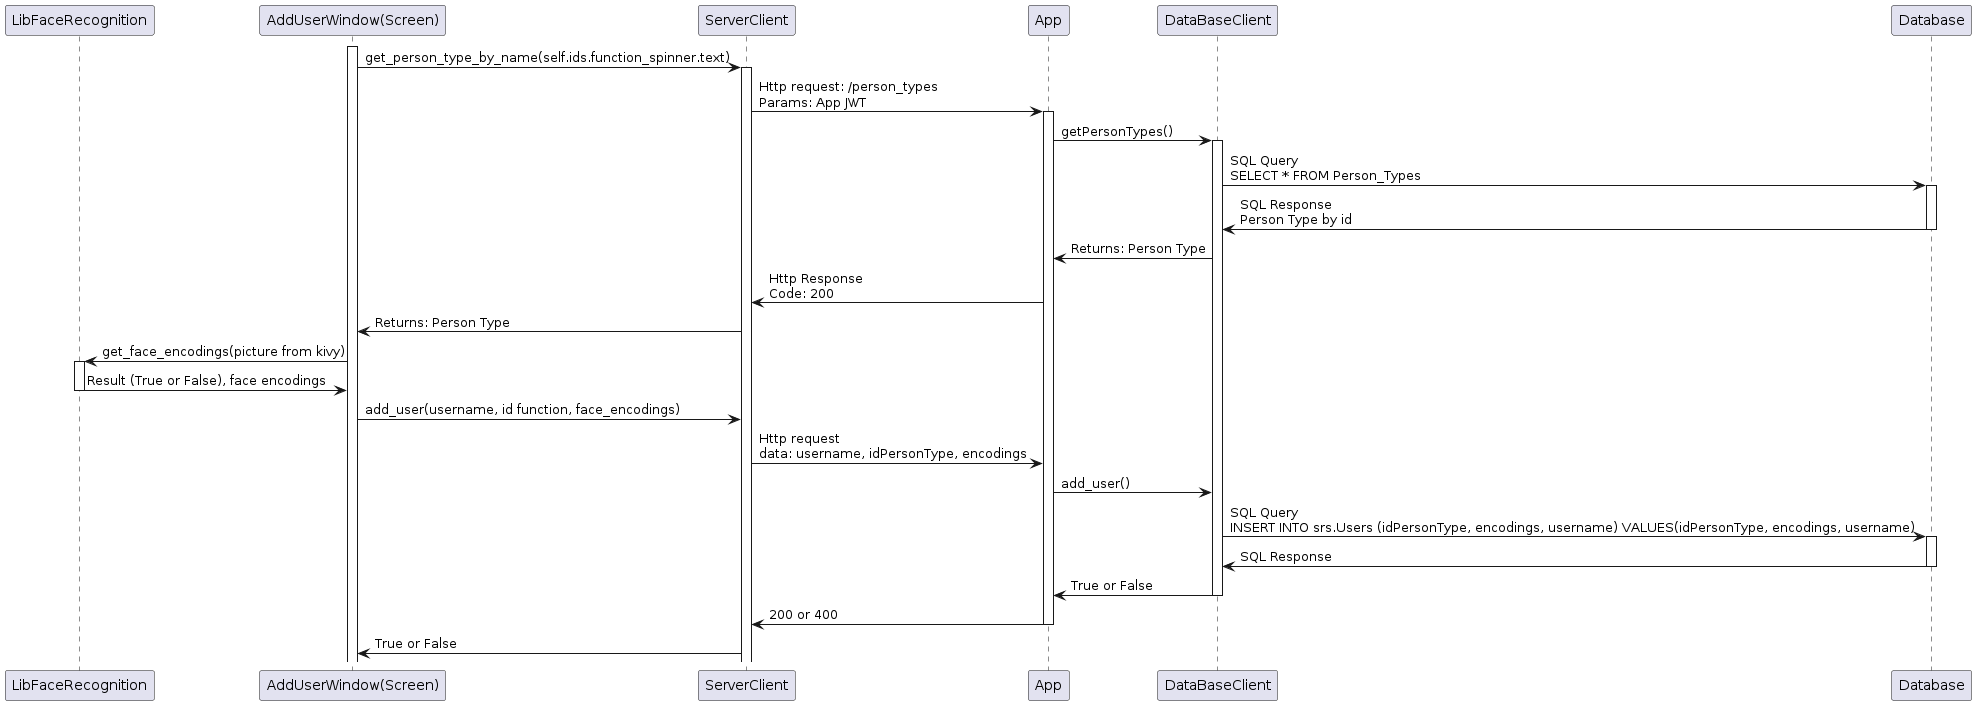 LibFaceRecognition
AddUserWindow(Screen)
ServerClient
App
DataBaseClient
Database
get_person_type_by_name(self.ids.function_spinner.text)
Http request: /person_types
Params: App JWT
getPersonTypes()
SQL Query
SELECT * FROM Person_Types
SQL Response
Person Type by id
Returns: Person Type
Http Response
Code: 200
Returns: Person Type
get_face_encodings(picture from kivy)
Result (True or False), face encodings
add_user(username, id function, face_encodings)
Http request
data: username, idPersonType, encodings
add_user()
SQL Query
INSERT INTO srs.Users (idPersonType, encodings, username) VALUES(idPersonType, encodings, username)
SQL Response
True or False
200 or 400
True or False
LibFaceRecognition
AddUserWindow(Screen)
ServerClient
App
DataBaseClient
Database